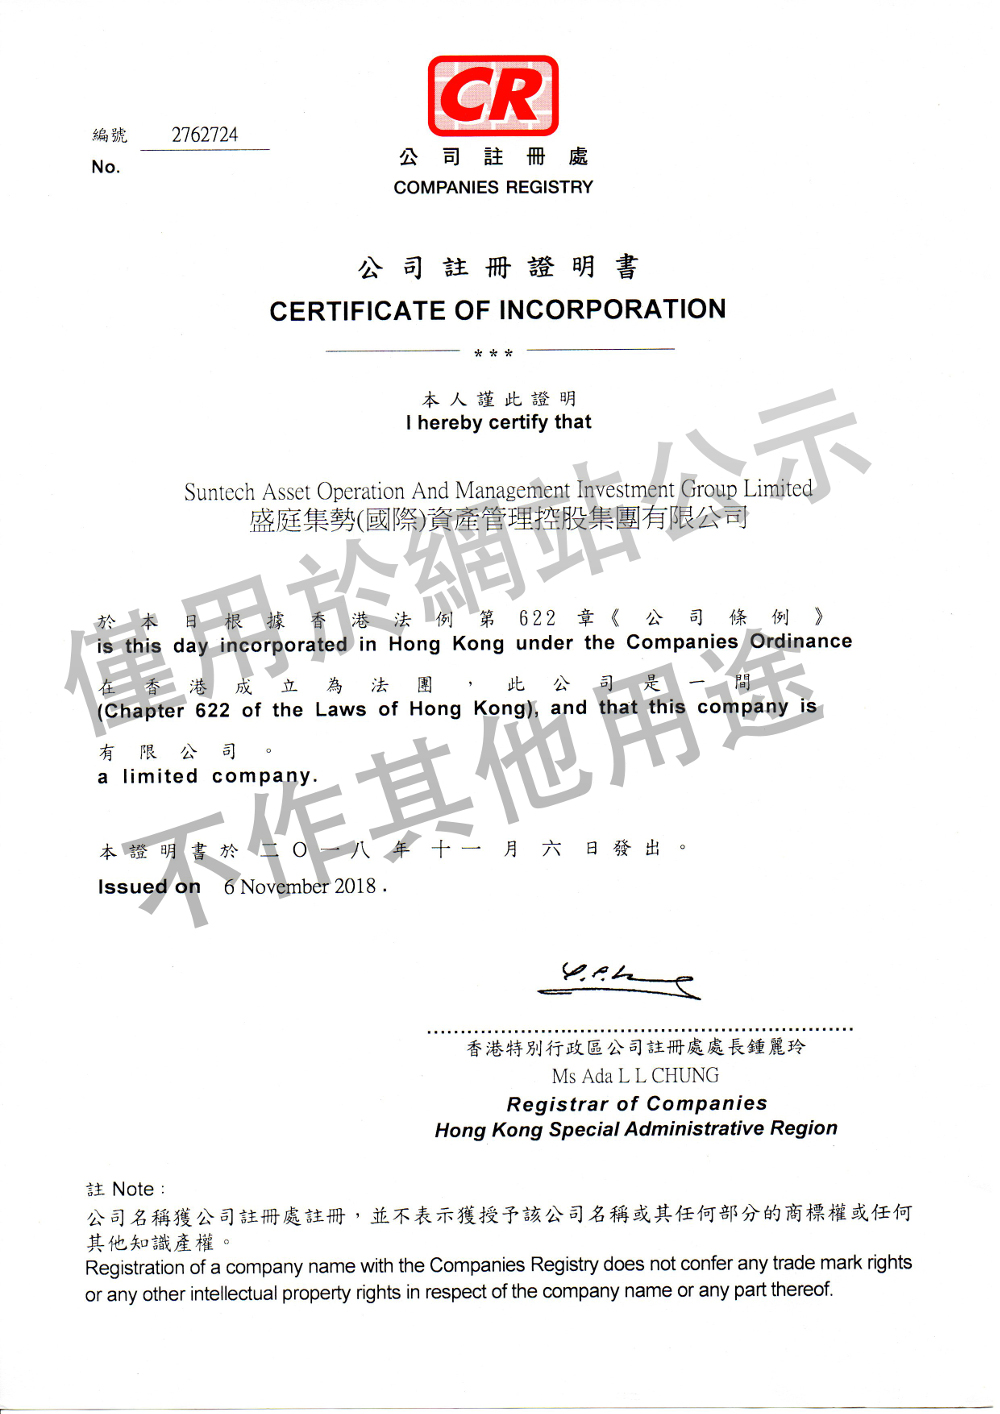 CR
編號 2762724
No.
公司註冊處
COMPANIES REGISTRY
公司註冊證明書
CERTIFICATE OF INCORPORATION
***
本人謹此證明
I hereby certify that
Suntech Asset Operation And Management Investment Group Limited
盛庭集勢(國際)資產管理控股集團有限公司
於本日根據香港法例第622章《公司條例》
is this day incorporated in Hong Kong under the Companies Ordinance
在香港成立為法團，此公司是一間
(Chapter 622 of the Laws of Hong Kong), and that this company is
有限公司。
a limited company.
本證明書於二O一八年十一月六日發出。
Issued on 6 November 2018 .
僅用於網站公示
不作其他用途
香港特別行政區公司註冊處處長鍾麗玲
Ms Ada L L CHUNG
Registrar of Companies
Hong Kong Special Administrative Region
註 Note :
公司名稱獲公司註冊處註冊，並不表示獲授予該公司名稱或其任何部分的商標權或任何
其他知識產權。
Registration of a company name with the Companies Registry does not confer any trade mark rights
or any other intellectual property rights in respect of the company name or any part thereof.